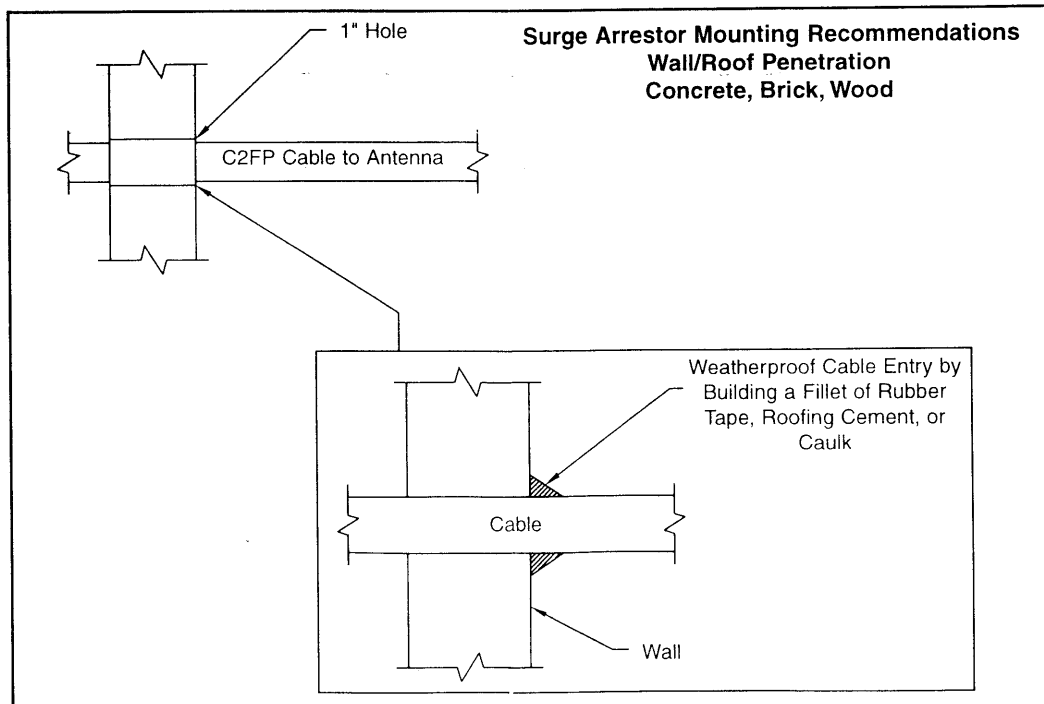 1" Hole
Surge Arrestor Mounting Recommendations
Wall/Roof Penetration
Concrete, Brick, Wood
C2FP Cable to Antenna
Weatherproof Cable Entry by
Building a Fillet of Rubber
Tape, Roofing Cement, or
Caulk
Cable
Wall